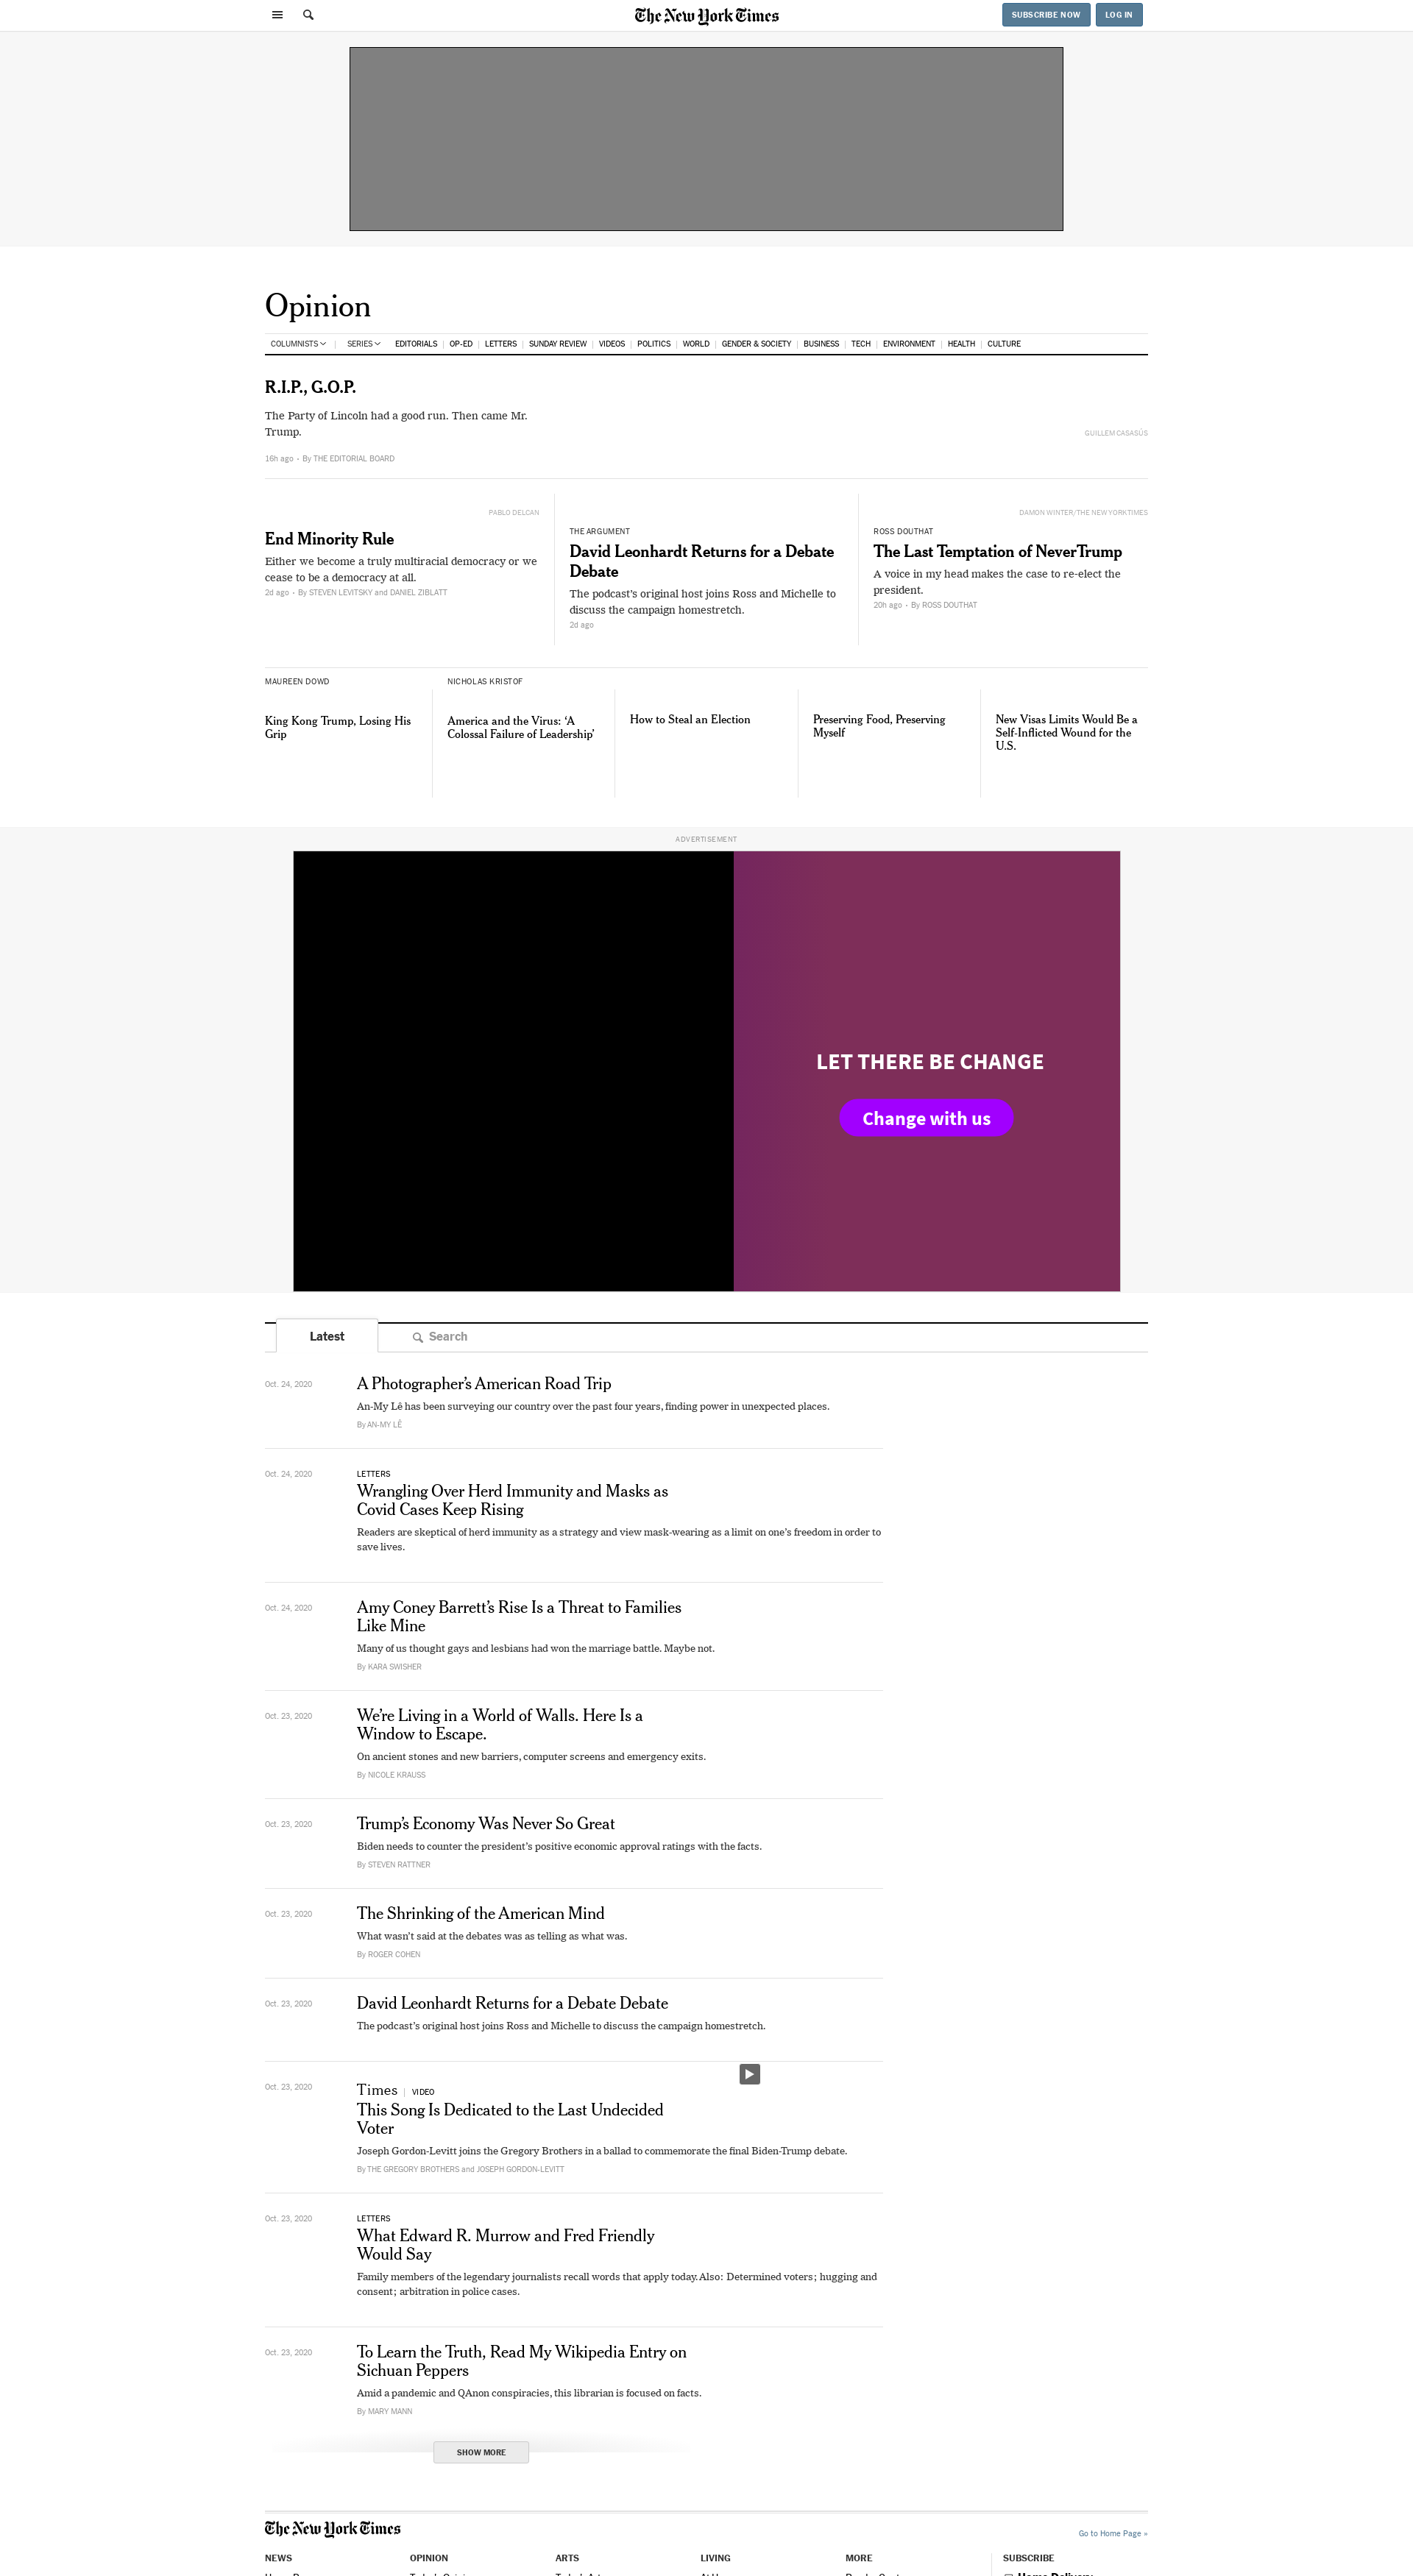 The New York Times
SUBSCRIBE NOW
LOG IN
Opinion
COLUMNISTS
SERIES
EDITORIALS
OP-ED
LETTERS
SUNDAY REVIEW
VIDEOS
POLITICS
WORLD
GENDER & SOCIETY
BUSINESS
TECH
ENVIRONMENT
HEALTH
CULTURE
R.I.P., G.O.P.
The Party of Lincoln had a good run. Then came Mr.
Trump.
GUILLEM CASASÚS
16h ago • By THE EDITORIAL BOARD
PABLO DELCAN
End Minority Rule
Either we become a truly multiracial democracy or we
cease to be a democracy at all.
2d ago • By STEVEN LEVITSKY and DANIEL ZIBLATT
THE ARGUMENT
David Leonhardt Returns for a Debate
Debate
The podcast's original host joins Ross and Michelle to
discuss the campaign homestretch.
2d ago
DAMON WINTER/THE NEW YORK TIMES
ROSS DOUTHAT
The Last Temptation of NeverTrump
A voice in my head makes the case to re-elect the
president.
20h ago • By ROSS DOUTHAT
MAUREEN DOWD
King Kong Trump, Losing His
Grip
NICHOLAS KRISTOF
America and the Virus: ‘A
Colossal Failure of Leadership’
How to Steal an Election
Preserving Food, Preserving
Myself
New Visas Limits Would Be a
Self-Inflicted Wound for the
U.S.
ADVERTISEMENT
LET THERE BE CHANGE
Change with us
Latest
Search
Oct. 24, 2020
A Photographer’s American Road Trip
An-My Lê has been surveying our country over the past four years, finding power in unexpected places.
By AN-MY LÊ
Oct. 24, 2020
LETTERS
Wrangling Over Herd Immunity and Masks as
Covid Cases Keep Rising
Readers are skeptical of herd immunity as a strategy and view mask-wearing as a limit on one’s freedom in order to
save lives.
Oct. 24, 2020
Amy Coney Barrett’s Rise Is a Threat to Families
Like Mine
Many of us thought gays and lesbians had won the marriage battle. Maybe not.
By KARA SWISHER
Oct. 23, 2020
We’re Living in a World of Walls. Here Is a
Window to Escape.
On ancient stones and new barriers, computer screens and emergency exits.
By NICOLE KRAUSS
Oct. 23, 2020
Trump’s Economy Was Never So Great
Biden needs to counter the president’s positive economic approval ratings with the facts.
By STEVEN RATTNER
Oct. 23, 2020
The Shrinking of the American Mind
What wasn’t said at the debates was as telling as what was.
By ROGER COHEN
Oct. 23, 2020
David Leonhardt Returns for a Debate Debate
The podcast’s original host joins Ross and Michelle to discuss the campaign homestretch.
Oct. 23, 2020
Times | VIDEO
This Song Is Dedicated to the Last Undecided
Voter
Joseph Gordon-Levitt joins the Gregory Brothers in a ballad to commemorate the final Biden-Trump debate.
By THE GREGORY BROTHERS and JOSEPH GORDON-LEVITT
Oct. 23, 2020
LETTERS
What Edward R. Murrow and Fred Friendly
Would Say
Family members of the legendary journalists recall words that apply today. Also: Determined voters; hugging and
consent; arbitration in police cases.
Oct. 23, 2020
To Learn the Truth, Read My Wikipedia Entry on
Sichuan Peppers
Amid a pandemic and QAnon conspiracies, this librarian is focused on facts.
By MARY MANN
SHOW MORE
The New York Times
Go to Home Page »
NEWS
OPINION
ARTS
LIVING
MORE
SUBSCRIBE